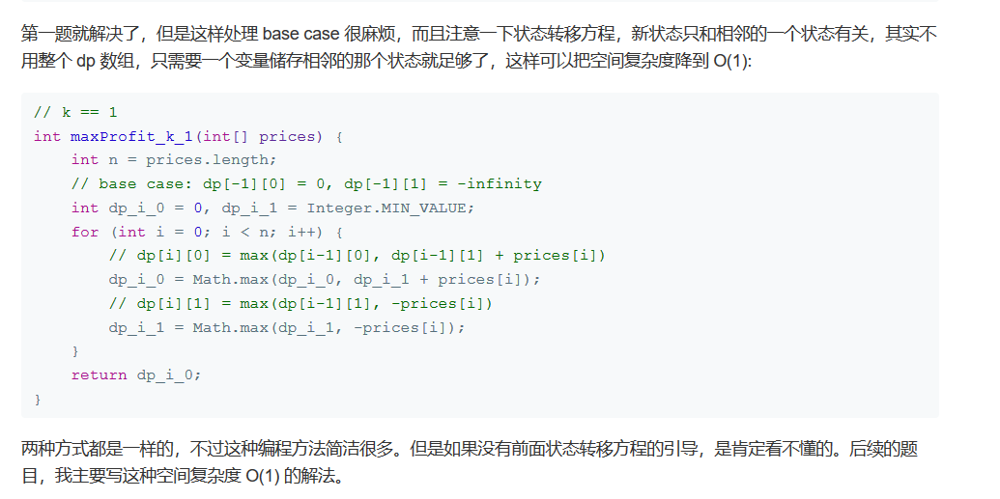 第一题就解决了，但是这样处理 base case 很麻烦，而且注意一下状态转移方程，新状态只和相邻的一个状态有关，其实不
用整个 dp 数组，只需要一个变量储存相邻的那个状态就足够了，这样可以把空间复杂度降到 O(1):
// k == 1
int maxProfit_k_1(int[] prices) {
    int n = prices.length;
    // base case: dp[-1][0] = 0, dp[-1][1] = -infinity
    int dp_i_0 = 0, dp_i_1 = Integer.MIN_VALUE;
    for (int i = 0; i < n; i++) {
        // dp[i][0] = max(dp[i-1][0], dp[i-1][1] + prices[i])
        dp_i_0 = Math.max(dp_i_0, dp_i_1 + prices[i]);
        // dp[i][1] = max(dp[i-1][1], -prices[i])
        dp_i_1 = Math.max(dp_i_1, -prices[i]);
    }
    return dp_i_0;
}
两种方式都是一样的，不过这种编程方法简洁很多。但是如果没有前面状态转移方程的引导，是肯定看不懂的。后续的题
目，我主要写这种空间复杂度 O(1) 的解法。